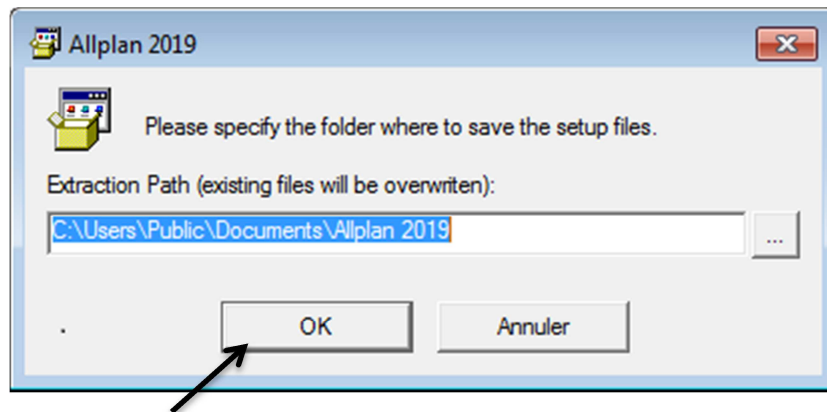 Allplan 2019
Please specify the folder where to save the setup files.
Extraction Path (existing files will be overwriten):
C:\Users\Public\Documents\Allplan 2019
...
. OK Annuler